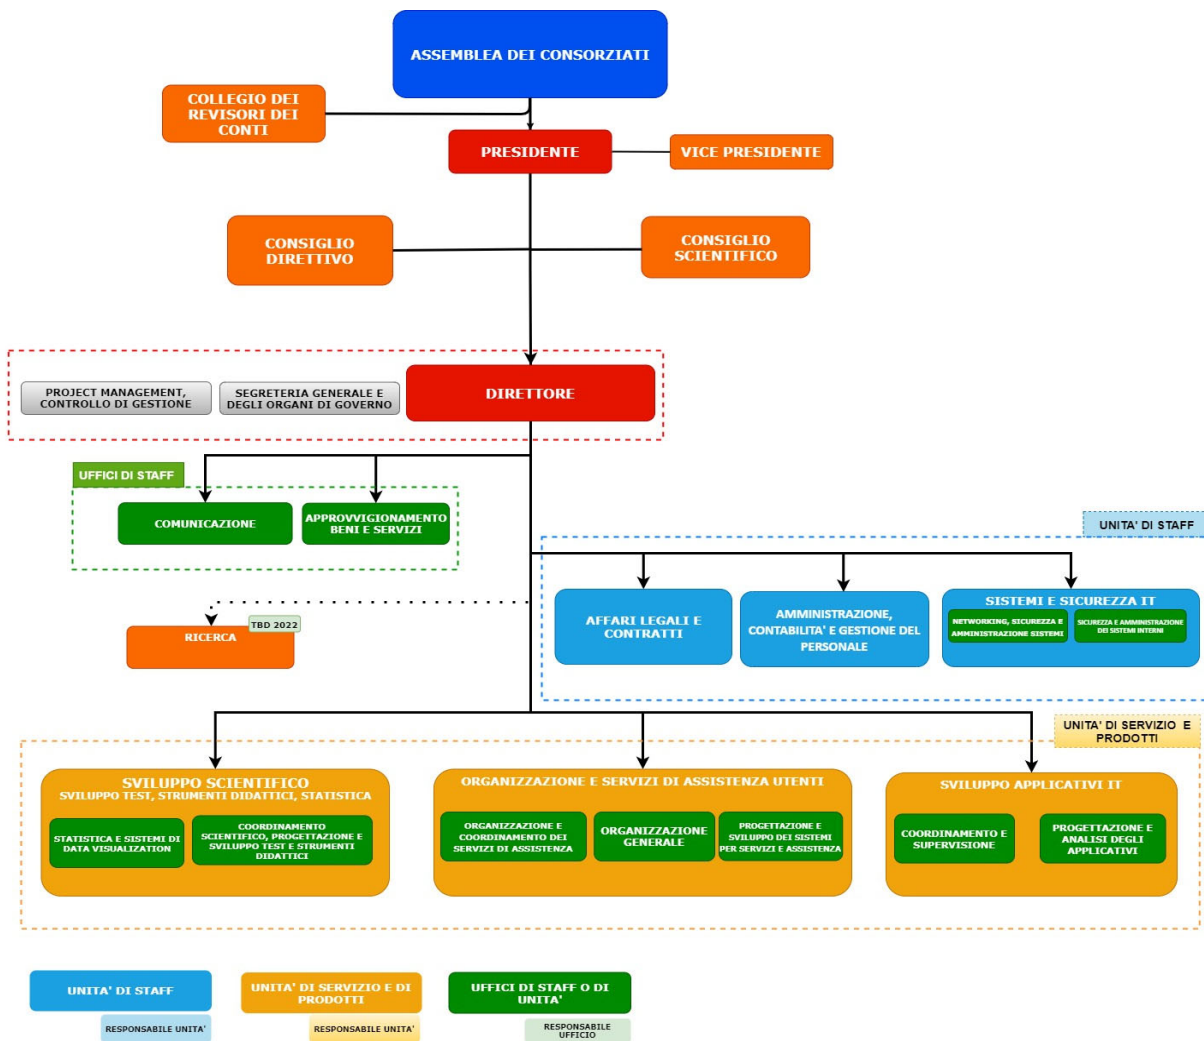 ASSEMBLEA DEI CONSORZIATI
COLLEGIO DEI
REVISORI DEI
CONTI
PRESIDENTE
VICE PRESIDENTE
CONSIGLIO
DIRETTIVO
CONSIGLIO
SCIENTIFICO
PROJECT MANAGEMENT,
CONTROLLO DI GESTIONE
SEGRETERIA GENERALE E
DEGLI ORGANI DI GOVERNO
DIRETTORE
UFFICI DI STAFF
COMUNICAZIONE
APPROVVIGIONAMENTO
BENI E SERVIZI
UNITA' DI STAFF
AFFARI LEGALI E
CONTRATTI
AMMINISTRAZIONE,
CONTABILITA' E GESTIONE DEL
PERSONALE
SISTEMI E SICUREZZA IT
NETWORKING, SICUREZZA E
AMMINISTRAZIONE SISTEMI
SICUREZZA E AMMINISTRAZIONE
DEI SISTEMI INTERNI
TBD 2022
RICERCA
UNITA' DI SERVIZIO E
PRODOTTI
SVILUPPO SCIENTIFICO
SVILUPPO TEST, STRUMENTI DIDATTICI, STATISTICA
STATISTICA E SISTEMI DI
DATA VISUALIZATION
COORDINAMENTO
SCIENTIFICO, PROGETTAZIONE E
SVILUPPO TEST E STRUMENTI
DIDATTICI
ORGANIZZAZIONE E SERVIZI DI ASSISTENZA UTENTI
ORGANIZZAZIONE E
COORDINAMENTO DEI
SERVIZI DI ASSISTENZA
ORGANIZZAZIONE
GENERALE
PROGETTAZIONE E
SVILUPPO DEI SISTEMI
PER SERVIZI E ASSISTENZA
SVILUPPO APPLICATIVI IT
COORDINAMENTO E
SUPERVISIONE
PROGETTAZIONE E
ANALISI DEGLI
APPLICATIVI
UNITA' DI STAFF
RESPONSABILE UNITA'
UNITA' DI SERVIZIO E DI
PRODOTTI
RESPONSABILE UNITA'
UFFICI DI STAFF O DI
UNITA'
RESPONSABILE
UFFICIO